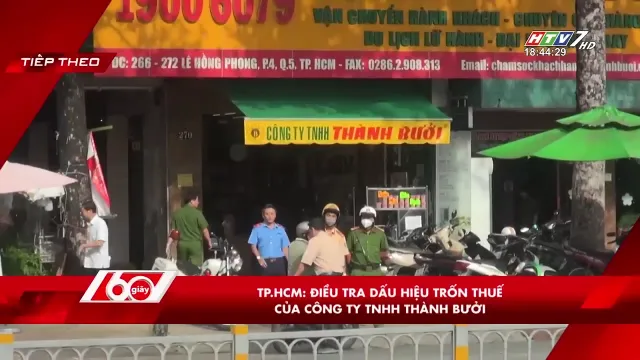 1900 6079
VẬN CHUYỂN HÀNH KHÁCH - CHUYỂN
DU LỊCH LỮ HÀNH - ĐẠI
TIẾP THEO
HTV7 HD
18:44:29
ĐC: 266 - 272 LÊ HỒNG PHONG, P.4, Q.5, TP. HCM - FAX: 0286.2.908.313
270
CÔNG TY TNHH THÀNH BƯỞI
60 giây
TP.HCM: ĐIỀU TRA DẤU HIỆU TRỐN THUẾ
CỦA CÔNG TY TNHH THÀNH BƯỞI